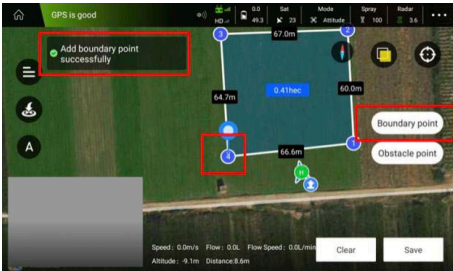 GPS is good
HD
0.0
49.3
Sat
23
Mode
Attitude
Spray
100
Radar
3.6
Add boundary point
successfully
3
67.0m
2
64.7m
0.41hec
60.0m
A
Boundary point
4
66.6m
1
Obstacle point
H
Speed: 0.0m/s Flow: 0.0L Flow Speed: 0.0L/min
Altitude: -9.1m Distance:8.6m
Clear
Save